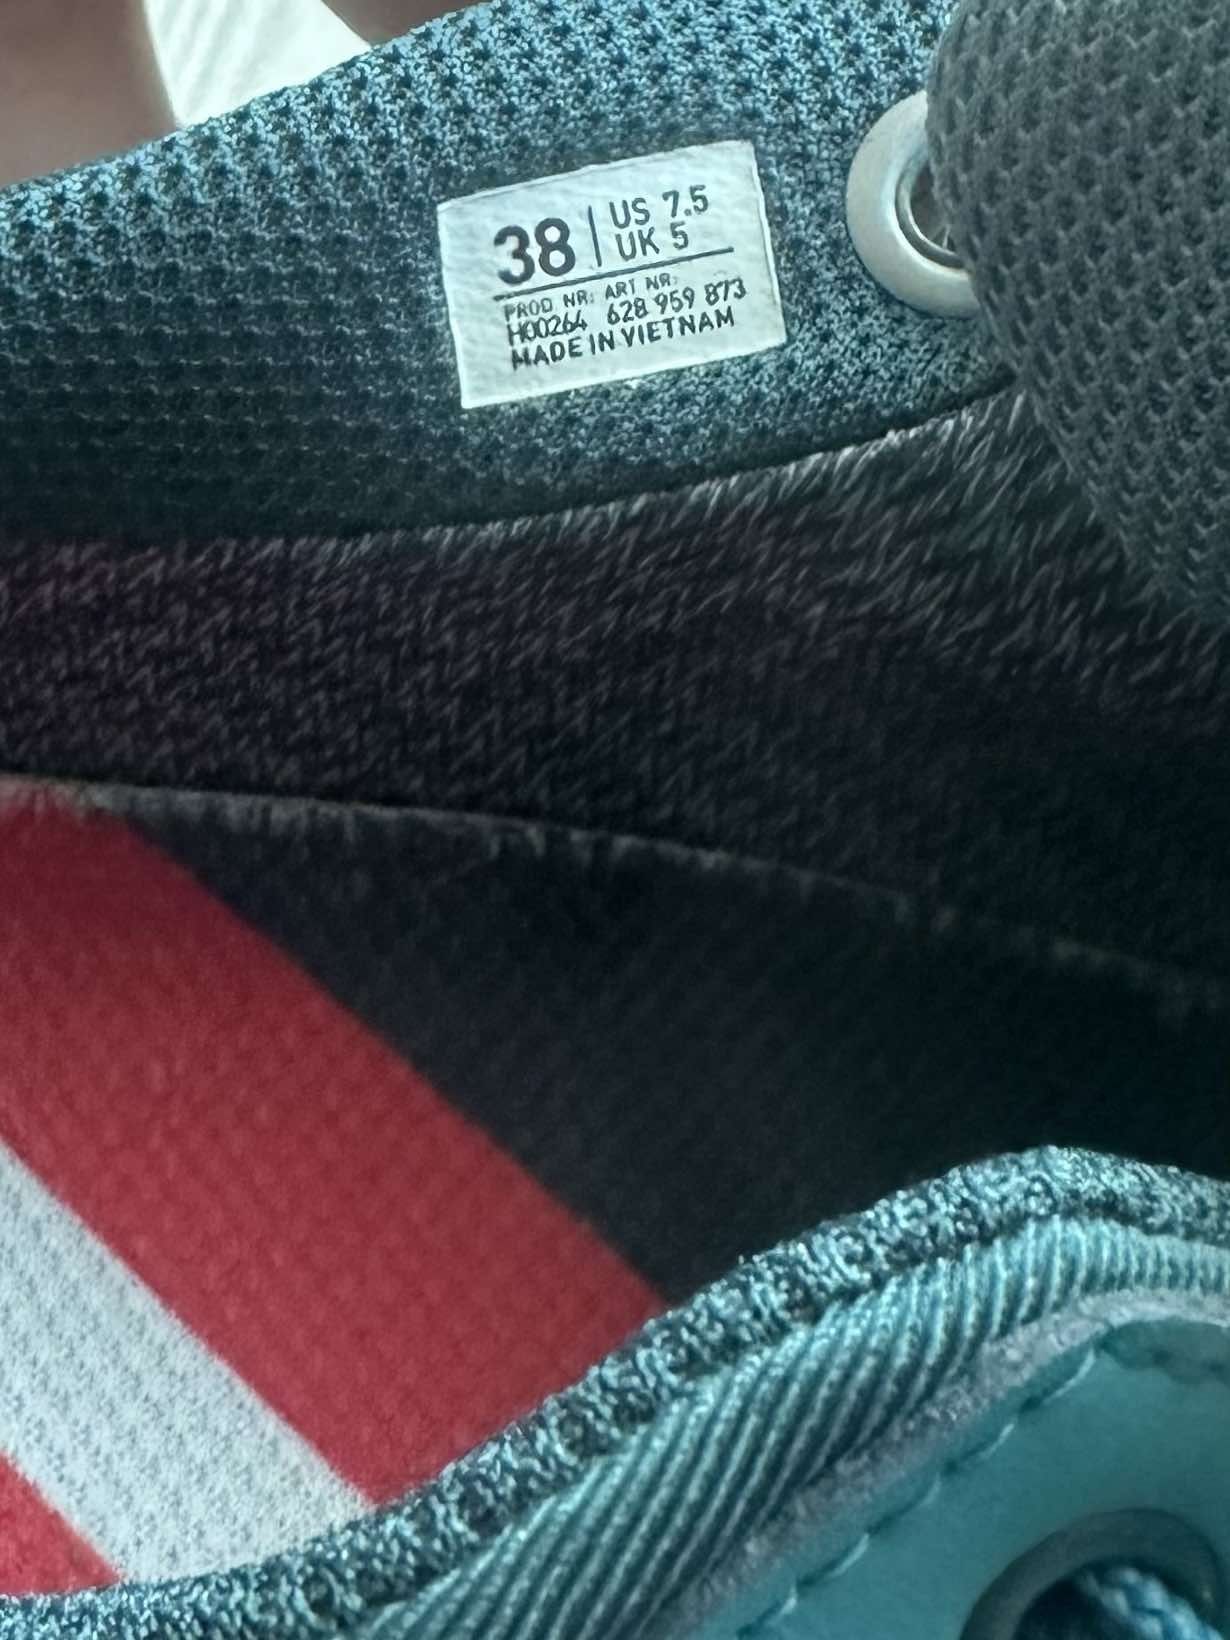 38 | US 7.5
UK 5
PROD NR: ART NR:
H00264 628 959 873
MADE IN VIETNAM